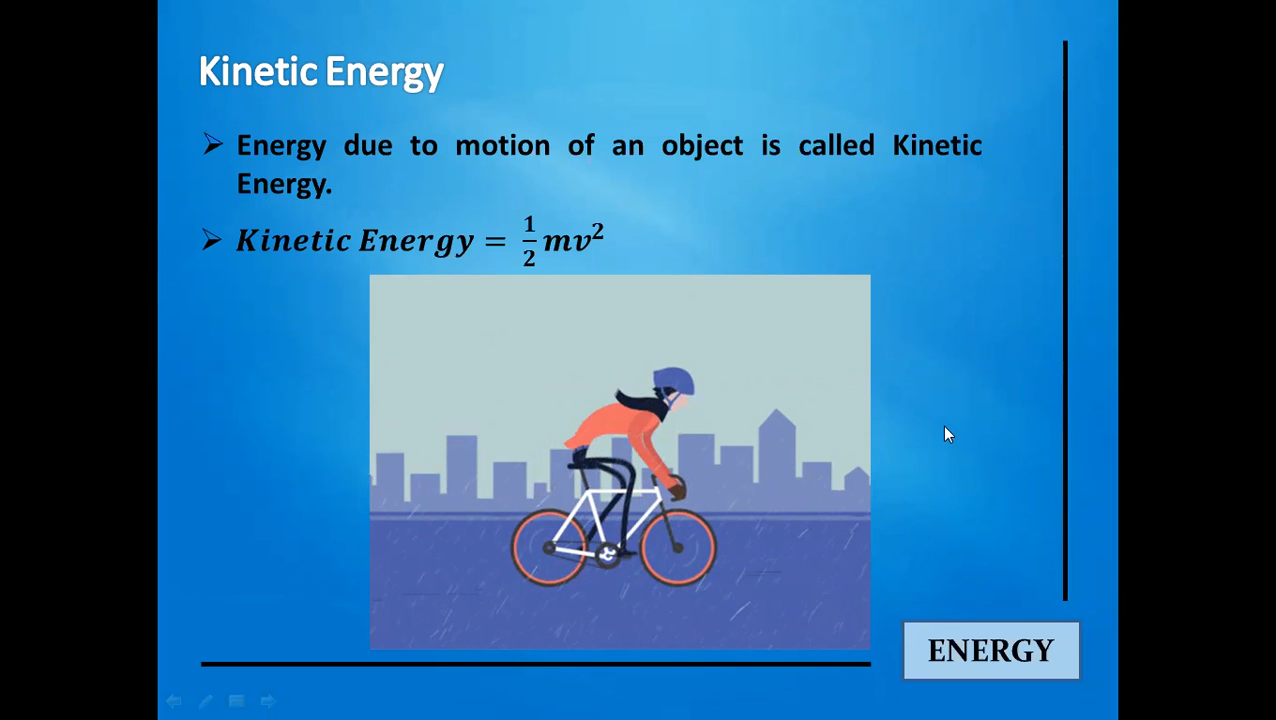 Kinetic Energy
Energy due to motion of an object is called Kinetic
Energy.
Kinetic Energy = 1/2 mv²
ENERGY